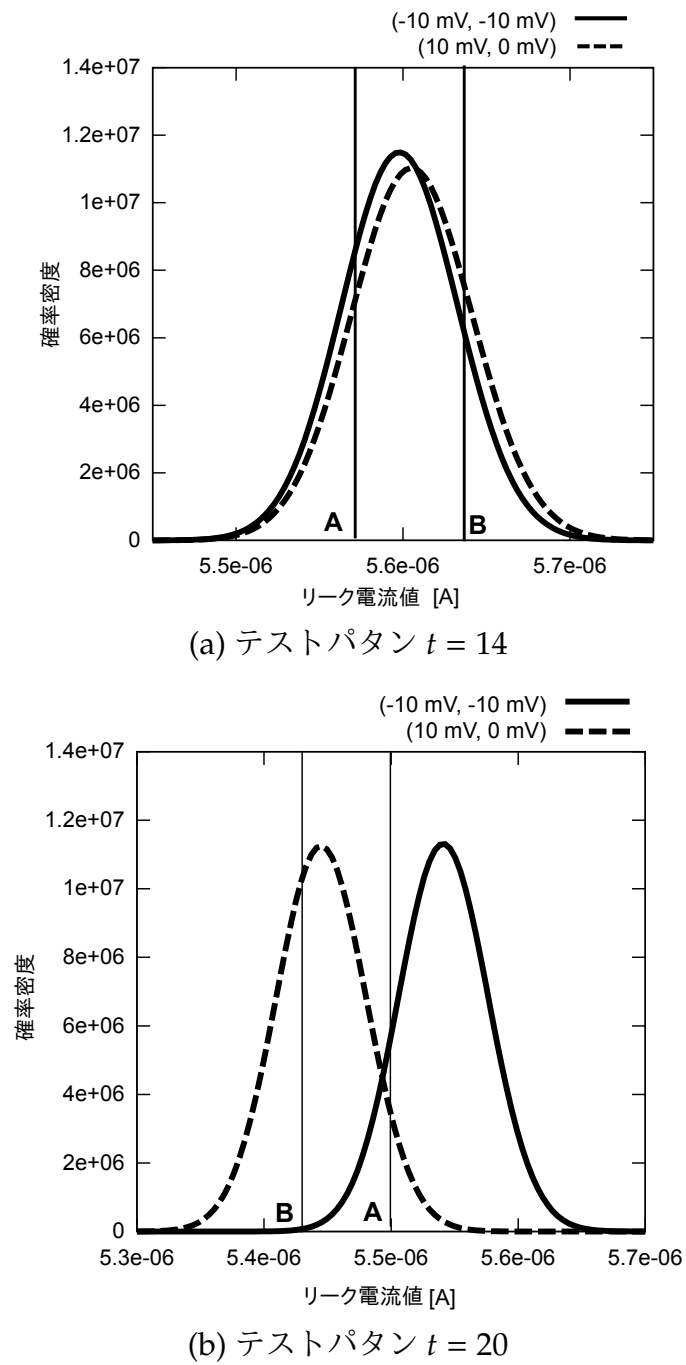 (-10 mV, -10 mV)
(10 mV, 0 mV)
1.4e+07
1.2e+07
1e+07
8e+06
6e+06
4e+06
2e+06
0
確率密度
A
B
5.5e-06 5.6e-06 5.7e-06
リーク電流値 [A]
(a) テストパタン t = 14
(-10 mV, -10 mV)
(10 mV, 0 mV)
1.4e+07
1.2e+07
1e+07
8e+06
6e+06
4e+06
2e+06
0
確率密度
B
A
5.3e-06 5.4e-06 5.5e-06 5.6e-06 5.7e-06
リーク電流値 [A]
(b) テストパタン t = 20